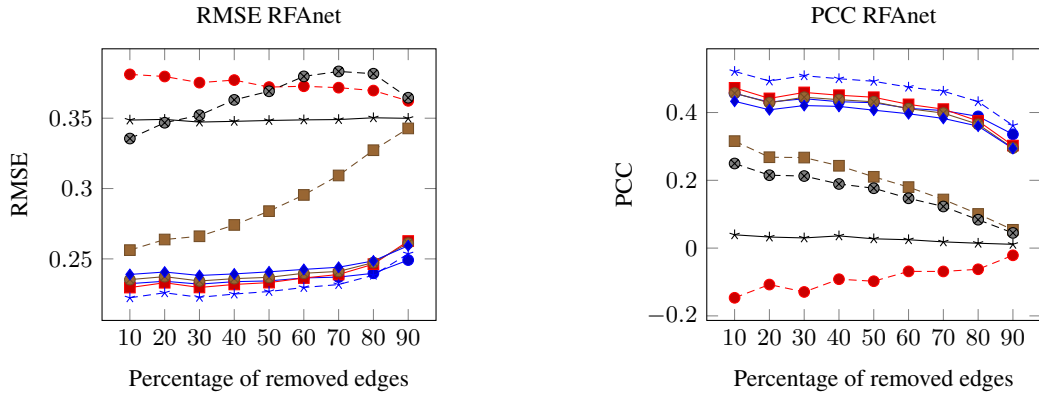 RMSE RFAnet
0.35
0.3
0.25
RMSE
10 20 30 40 50 60 70 80 90
Percentage of removed edges
PCC RFAnet
0.4
0.2
0
−0.2
PCC
10 20 30 40 50 60 70 80 90
Percentage of removed edges